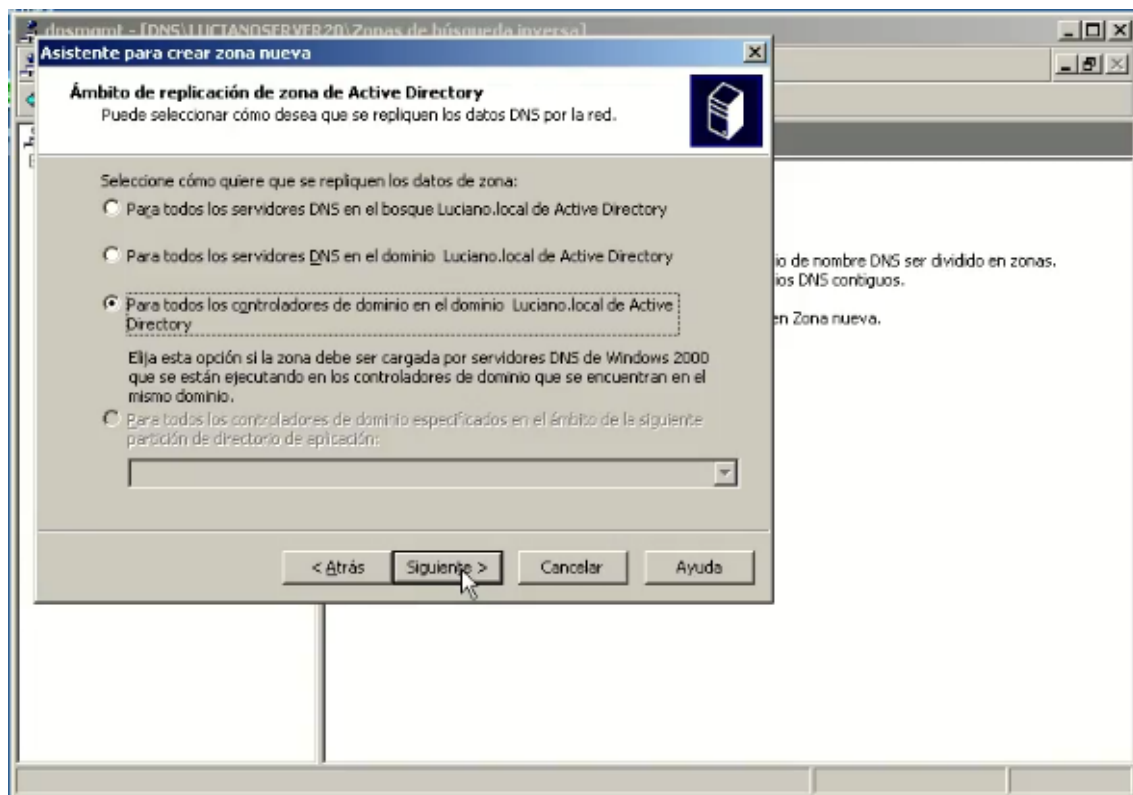 dnsmgmt - [DNS\LUCIANOSERVER20\Zonas de búsqueda inversa]
Asistente para crear zona nueva
Ámbito de replicación de zona de Active Directory
Puede seleccionar cómo desea que se repliquen los datos DNS por la red.
Seleccione cómo quiere que se repliquen los datos de zona:
Para todos los servidores DNS en el bosque Luciano.local de Active Directory
Para todos los servidores DNS en el dominio Luciano.local de Active Directory
Para todos los controladores de dominio en el dominio Luciano.local de Active
Directory
Elija esta opción si la zona debe ser cargada por servidores DNS de Windows 2000
que se están ejecutando en los controladores de dominio que se encuentran en el
mismo dominio.
Para todos los controladores de dominio especificados en el ámbito de la siguiente
partición de directorio de aplicación:
< Atrás
Siguiente >
Cancelar
Ayuda
io de nombre DNS ser dividido en zonas.
ios DNS contiguos.
en Zona nueva.